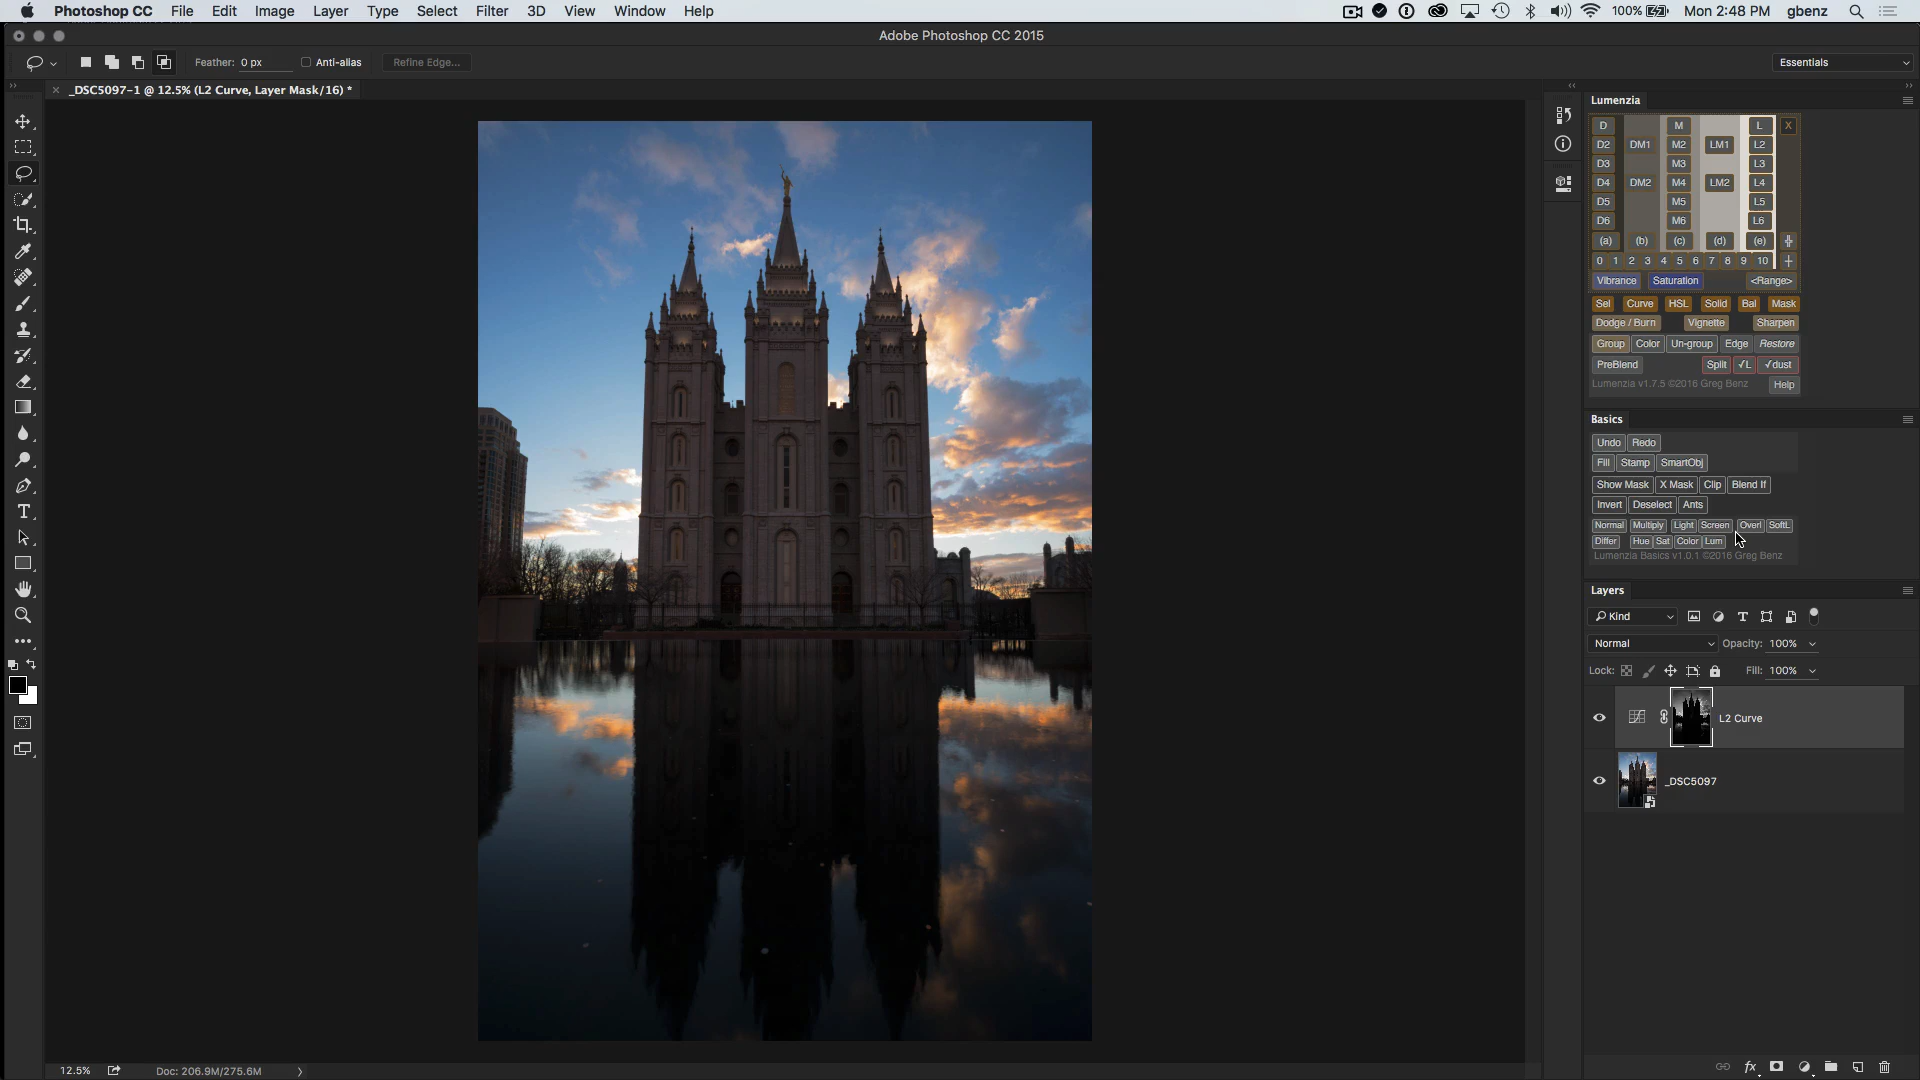 Photoshop CC File Edit Image Layer Type Select Filter 3D View Window Help 100% Mon 2:48 PM gbenz
Adobe Photoshop CC 2015
Feather: 0 px Anti-alias Refine Edge... Essentials
_DSC5097-1 @ 12.5% (L2 Curve, Layer Mask/16) *
Lumenzia
D M L X
D2 DM1 M2 LM1 L2
D3 M3 L3
D4 DM2 M4 LM2 L4
D5 M5 L5
D6 M6 L6
(a) (b) (c) (d) (e)
0 1 2 3 4 5 6 7 8 9 10
Vibrance Saturation <Range>
Sel Curve HSL Solid Bal Mask
Dodge / Burn Vignette Sharpen
Group Color Un-group Edge Restore
PreBlend Split √L √dust
Lumenzia v1.7.5 ©2016 Greg Benz Help
Basics
Undo Redo
Fill Stamp SmartObj
Show Mask X Mask Clip Blend If
Invert Deselect Ants
Normal Multiply Light Screen Overl SoftL
Differ Hue Sat Color Lum
Lumenzia Basics v1.0.1 ©2016 Greg Benz
Layers
Kind
Normal Opacity: 100%
Lock: Fill: 100%
L2 Curve
_DSC5097
12.5% Doc: 206.9M/275.6M